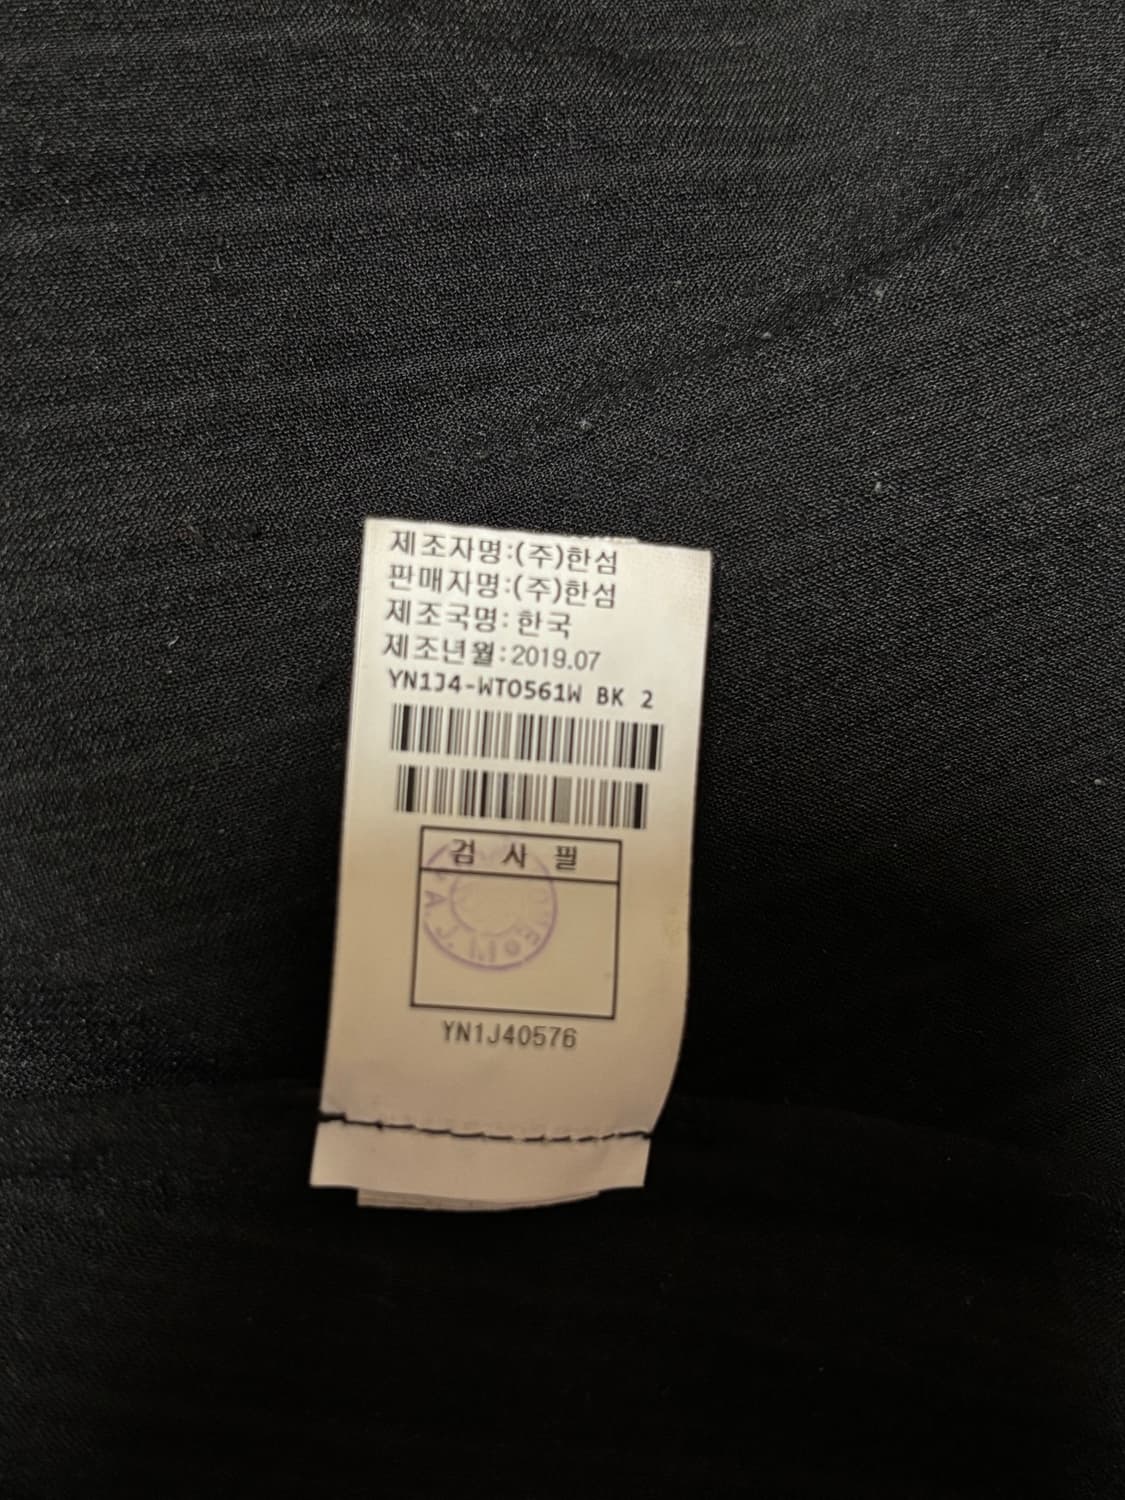 제조자명:(주)한섬
판매자명:(주)한섬
제조국명: 한국
제조년월:2019.07
YN1J4-WTO561W BK 2
검 사 필
YN1J40576